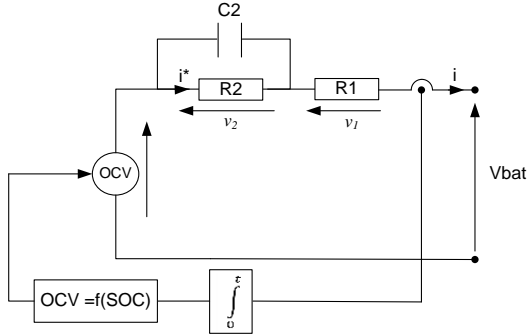 C2
i*
R2
R1
i
v₂
v₁
OCV
Vbat
OCV =f(SOC)
t
∫
0